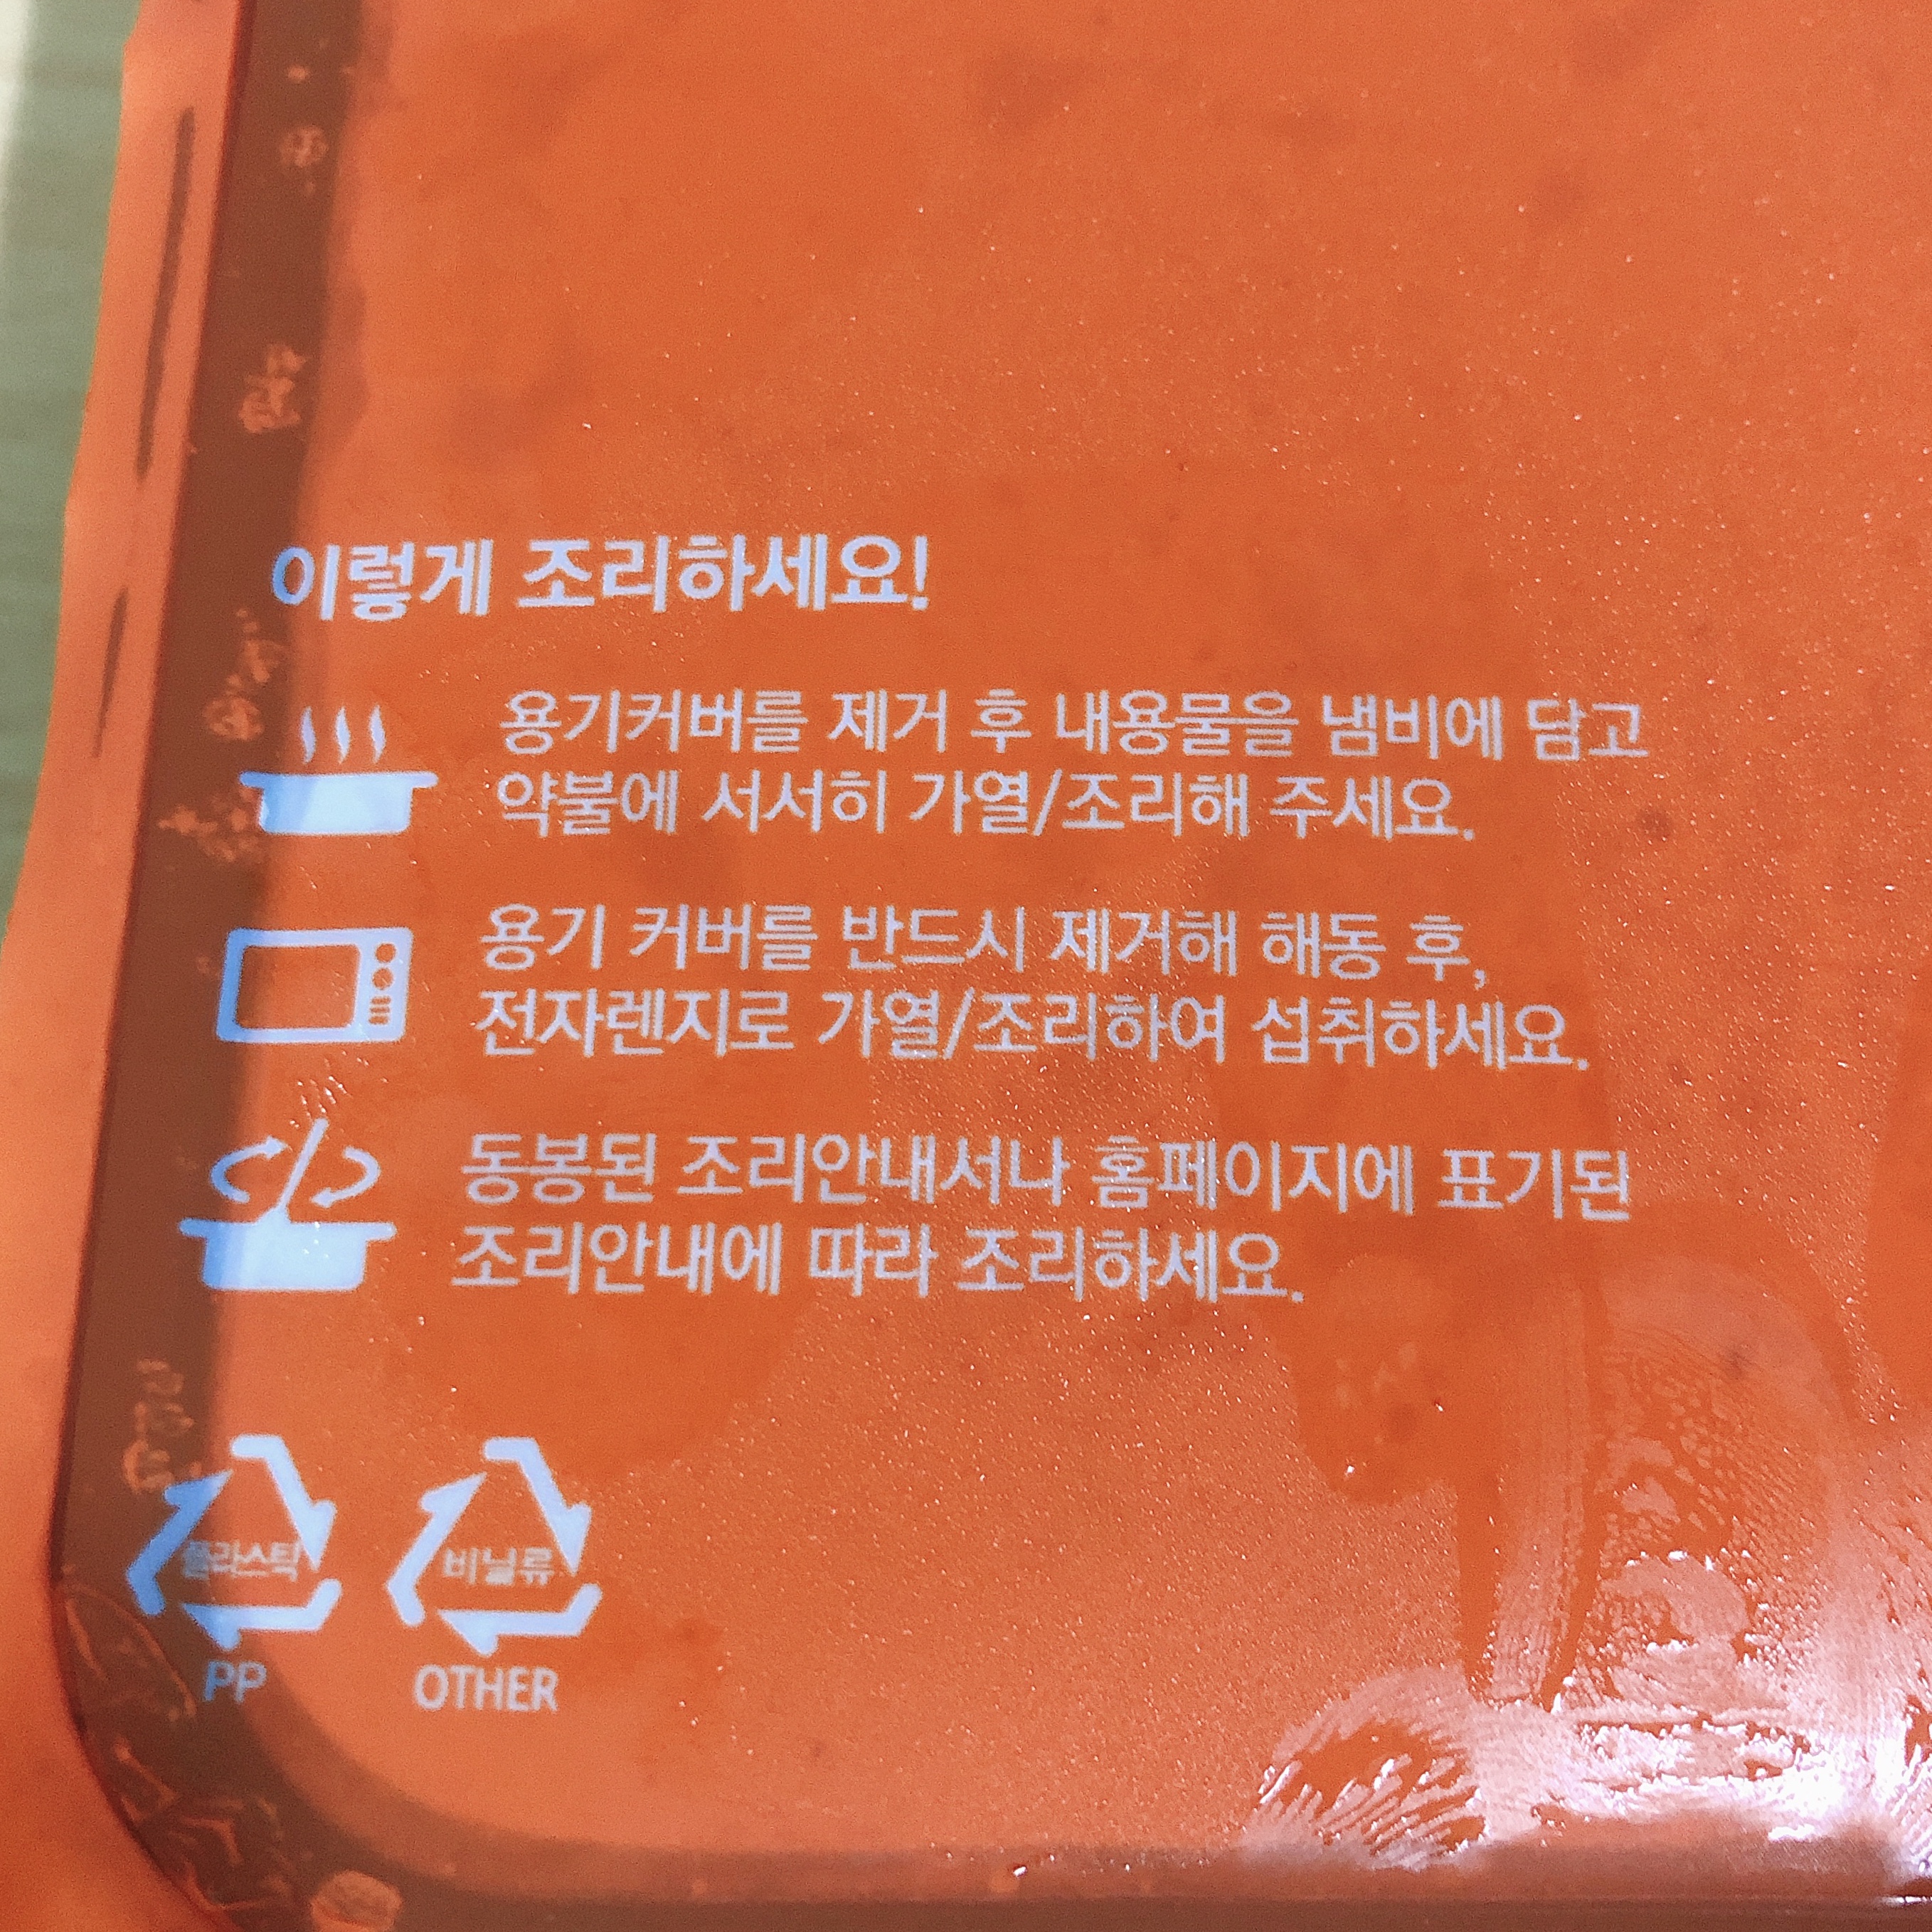 이렇게 조리하세요!
용기커버를 제거 후 내용물을 냄비에 담고
약불에 서서히 가열/조리해 주세요.
용기 커버를 반드시 제거해 해동 후,
전자렌지로 가열/조리하여 섭취하세요.
동봉된 조리안내서나 홈페이지에 표기된
조리안내에 따라 조리하세요.
플라스틱 비닐류
PP OTHER